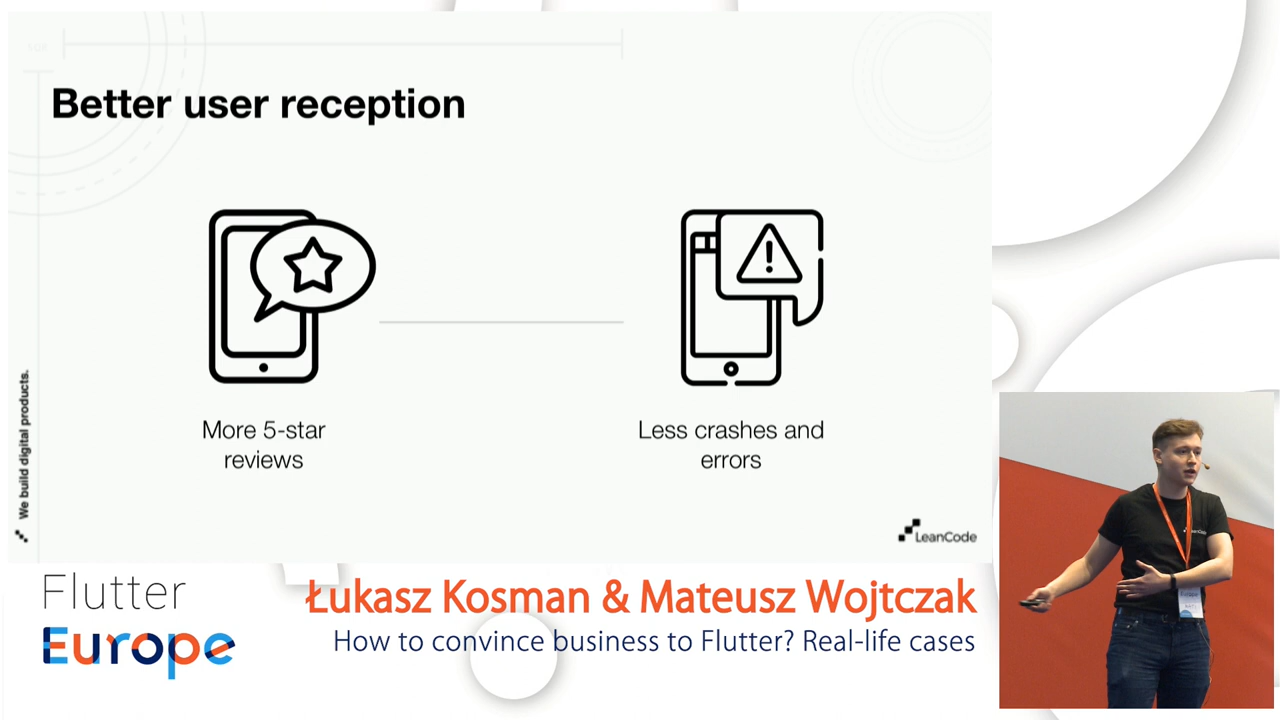 Better user reception
More 5-star
reviews
Less crashes and
errors
We build digital products.
LeanCode
Flutter
Europe
Łukasz Kosman & Mateusz Wojtczak
How to convince business to Flutter? Real-life cases
LeanCode